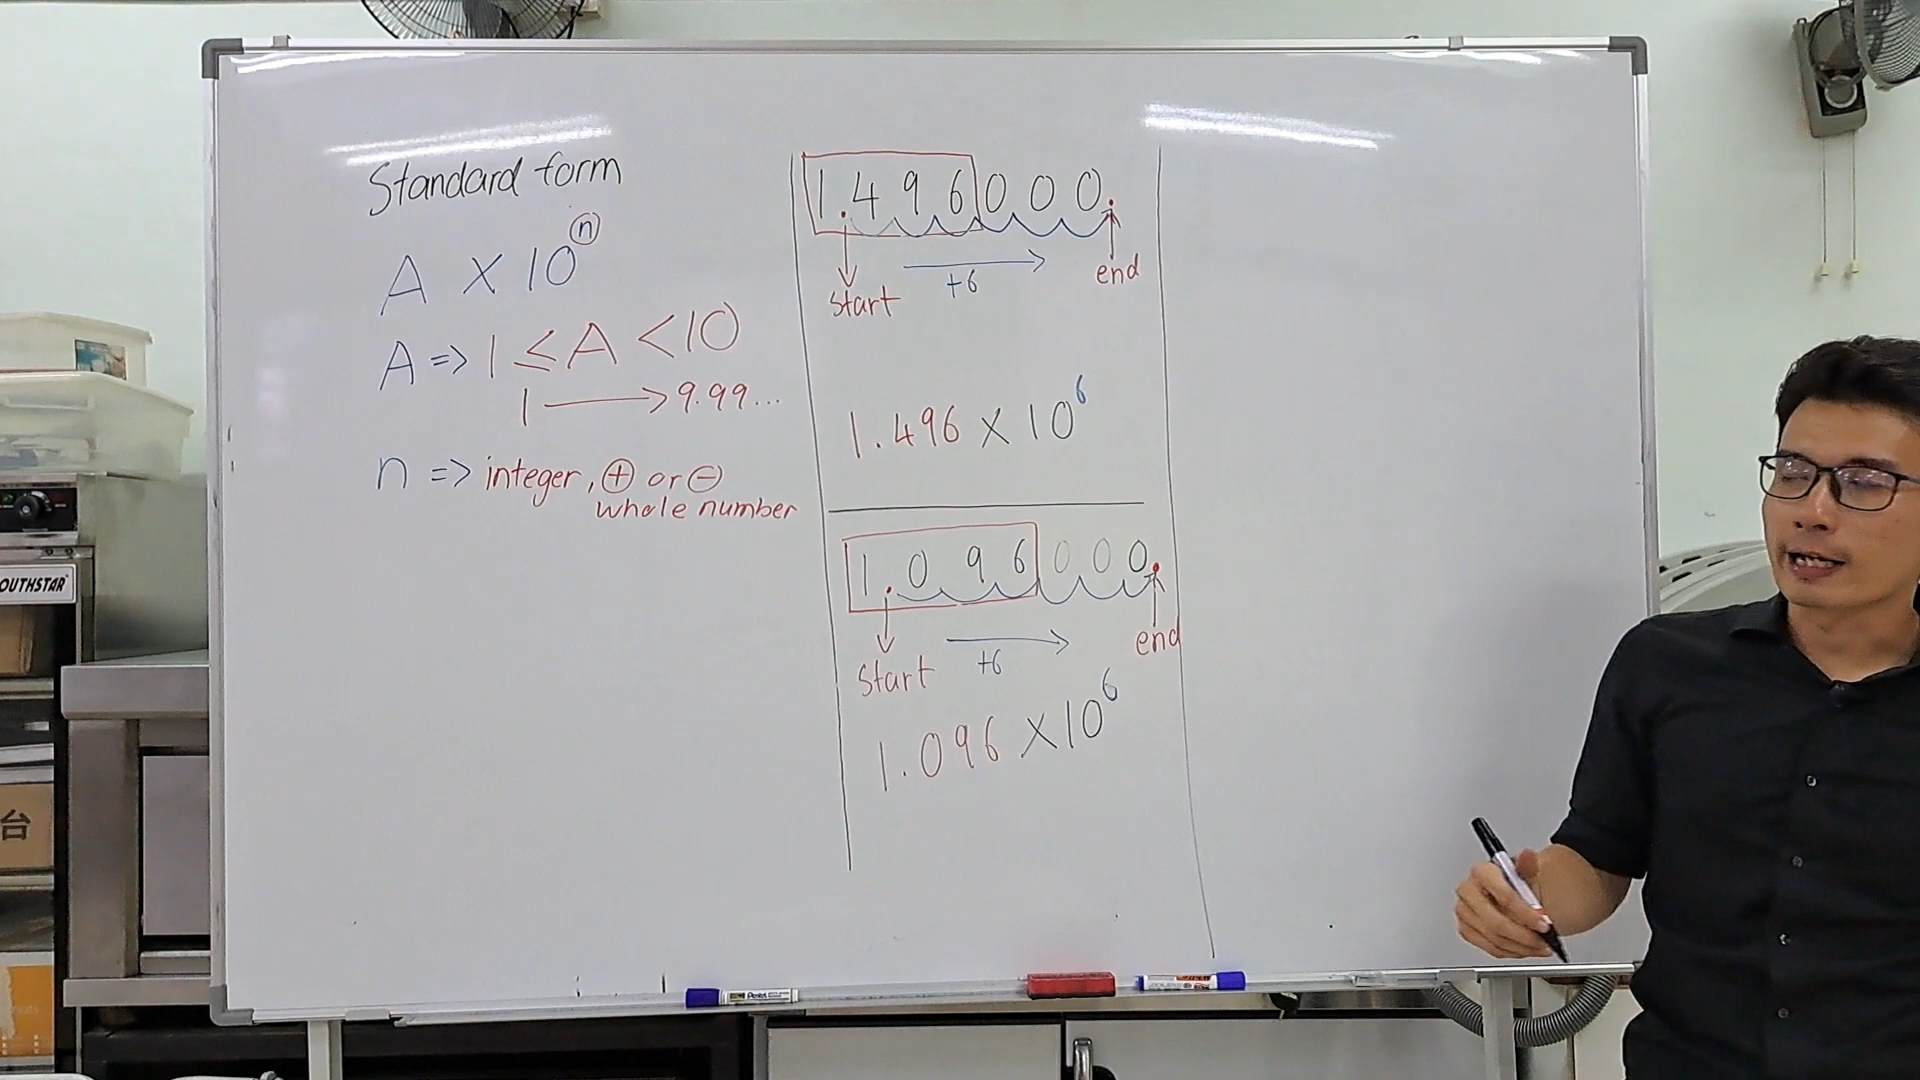 Standard form
A × 10ⁿ
A => 1 ≤ A < 10
1 → 9.99...
n => integer, ⊕ or ⊖
whole number
1.496000.
start +6 end
1.496 × 10⁶
1.096000.
start +6 end
1.096 × 10⁶
OUTHSTAR
台
Pentel